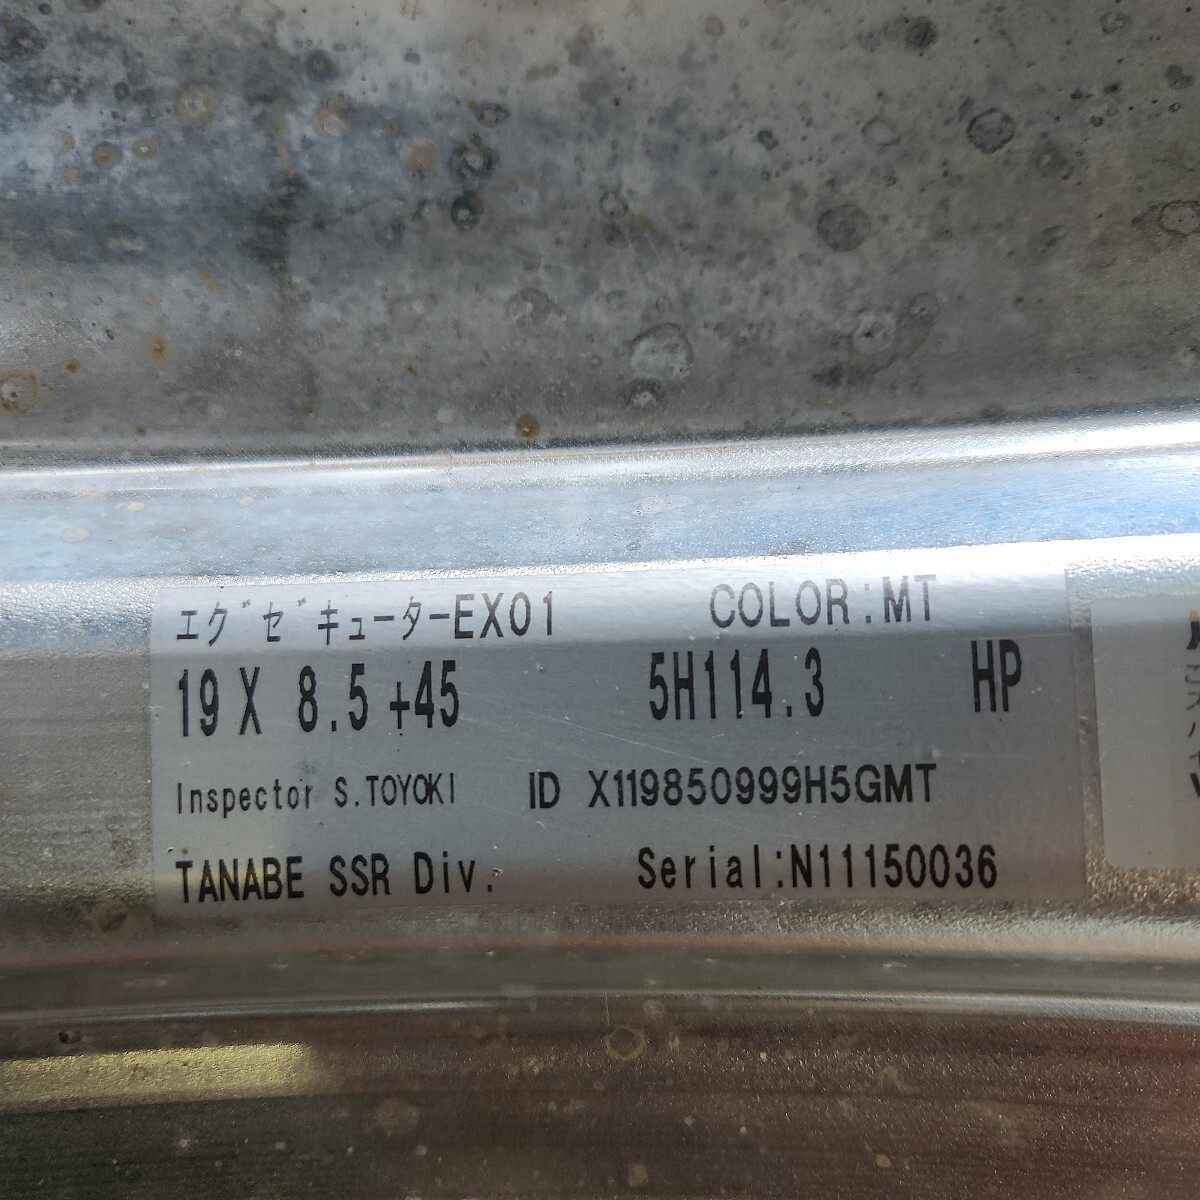 エグゼキューターEX01 COLOR:MT
19 X 8.5 +45 5H114.3 HP
Inspector S.TOYOKI ID X119850999H5GMT
TANABE SSR Div. Serial:N11150036